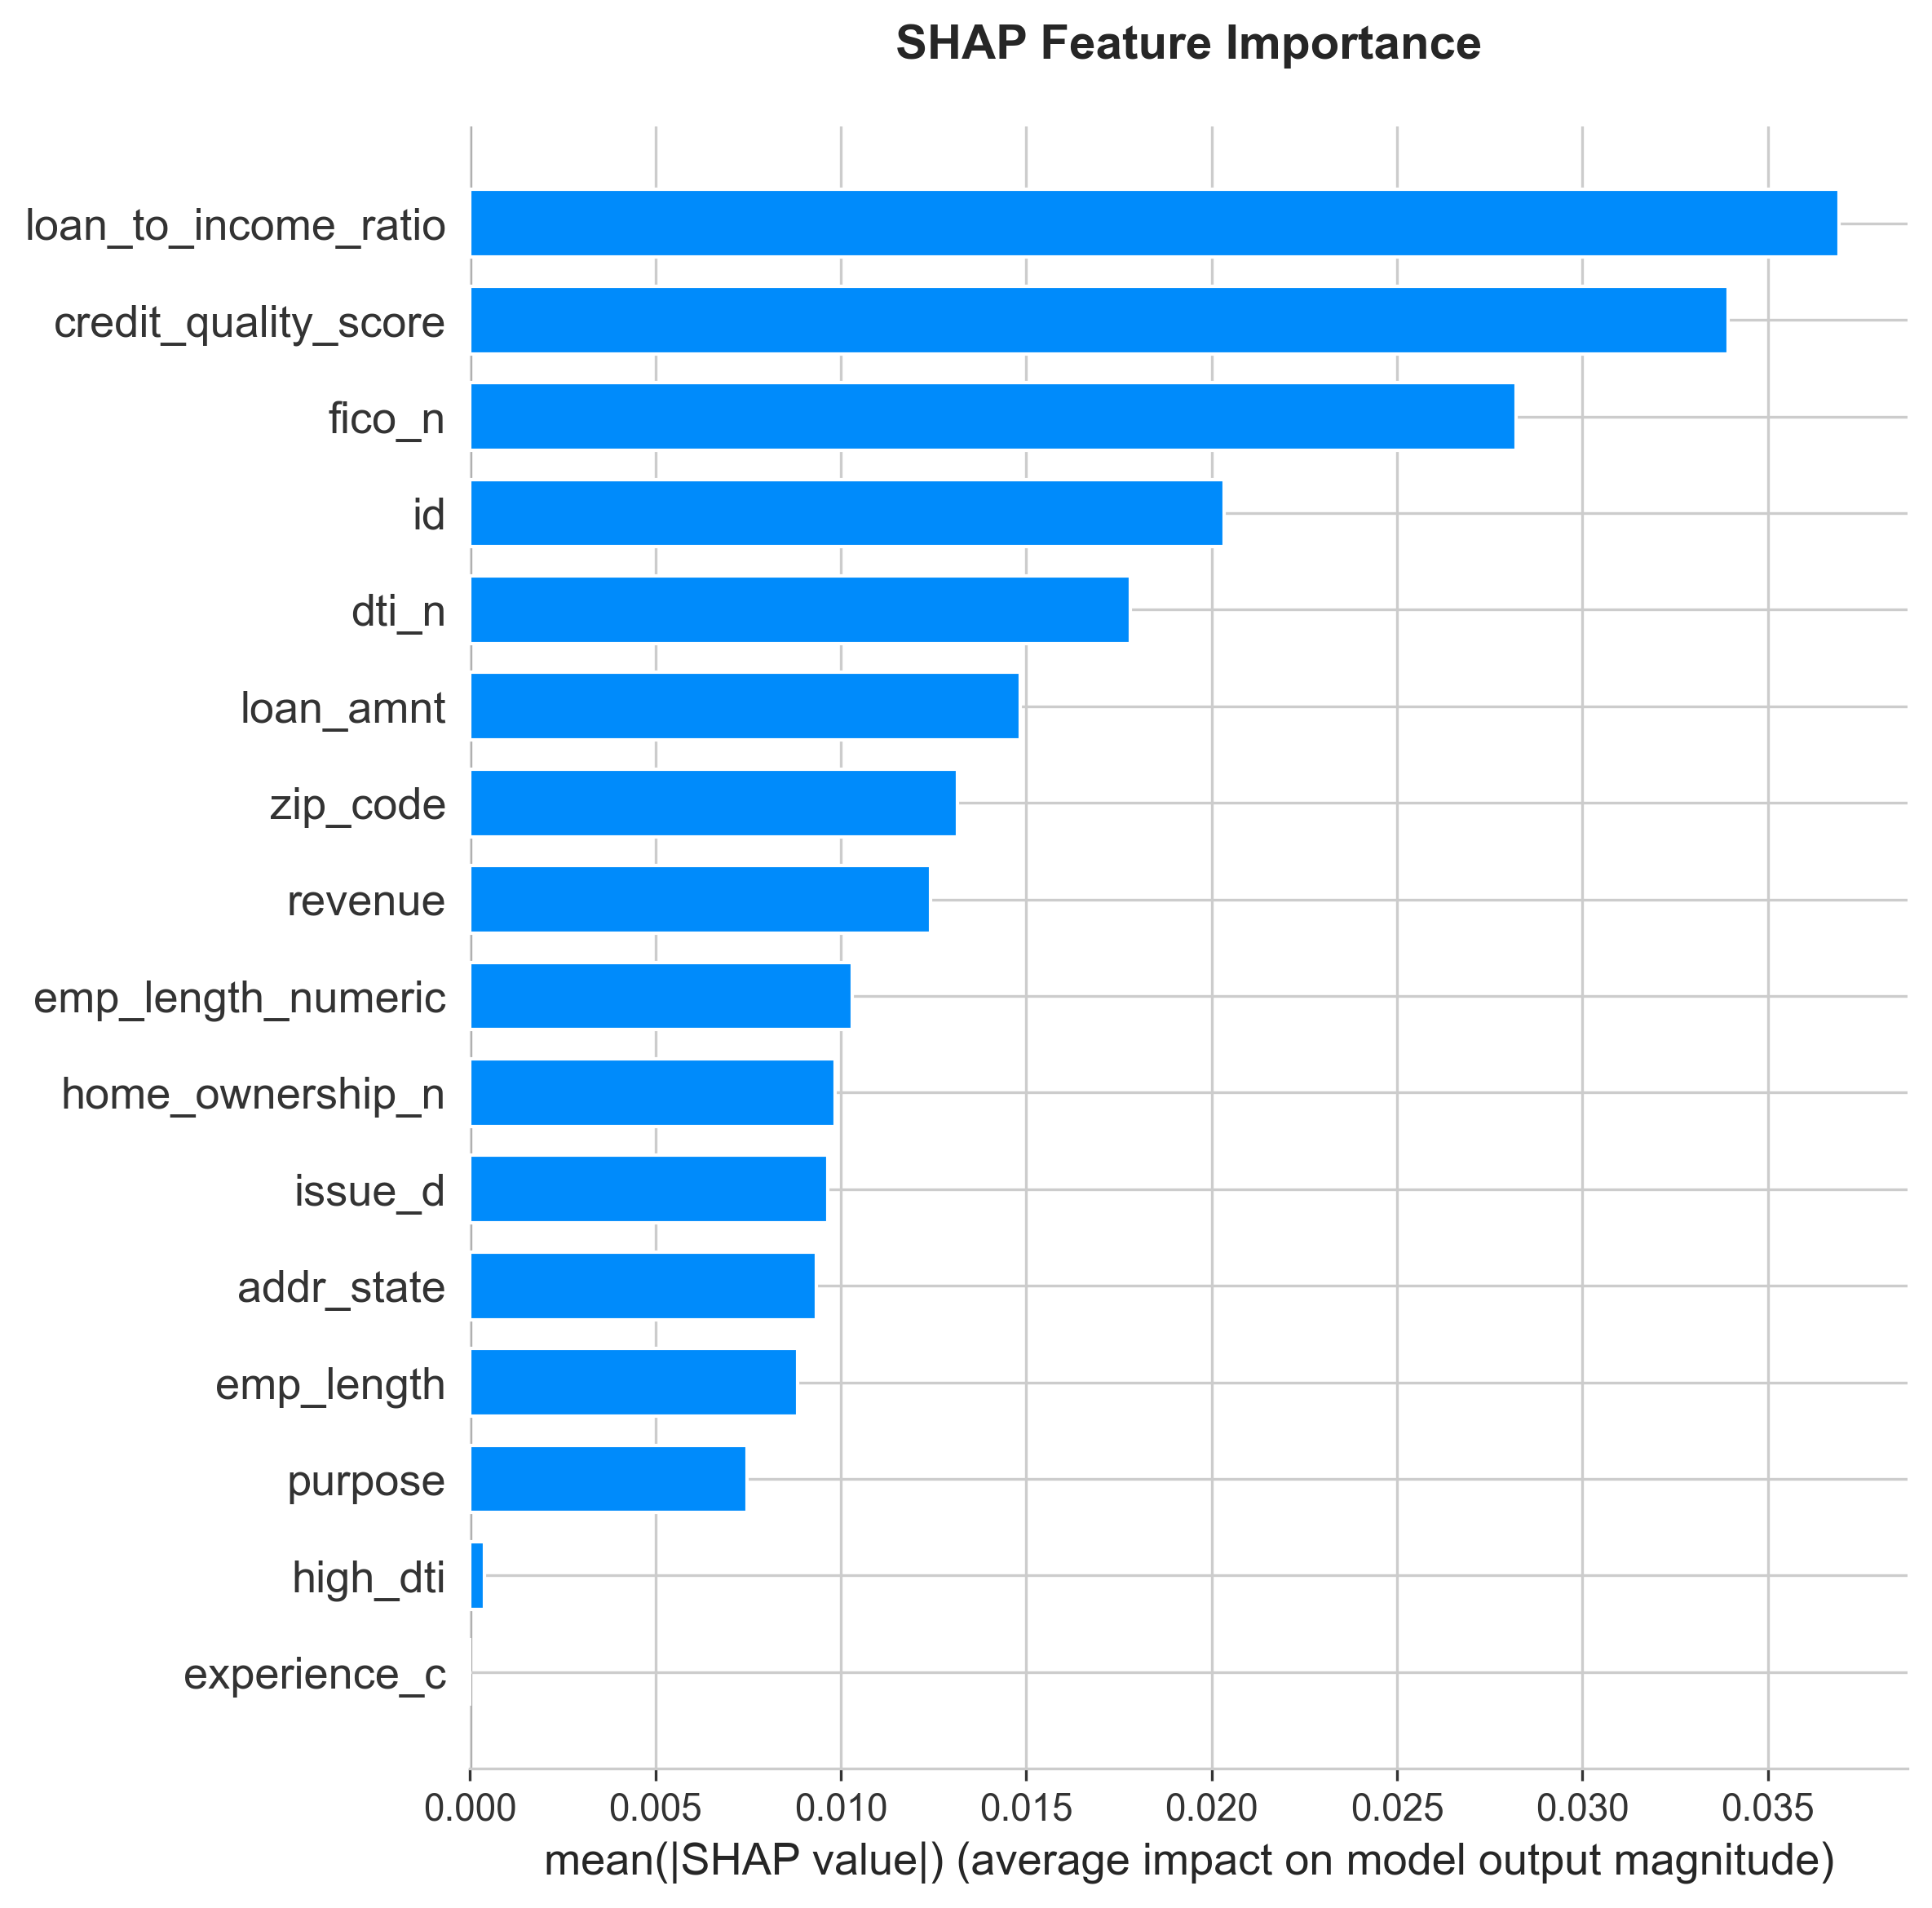 SHAP Feature Importance
loan_to_income_ratio
credit_quality_score
fico_n
id
dti_n
loan_amnt
zip_code
revenue
emp_length_numeric
home_ownership_n
issue_d
addr_state
emp_length
purpose
high_dti
experience_c
0.000 0.005 0.010 0.015 0.020 0.025 0.030 0.035
mean(|SHAP value|) (average impact on model output magnitude)